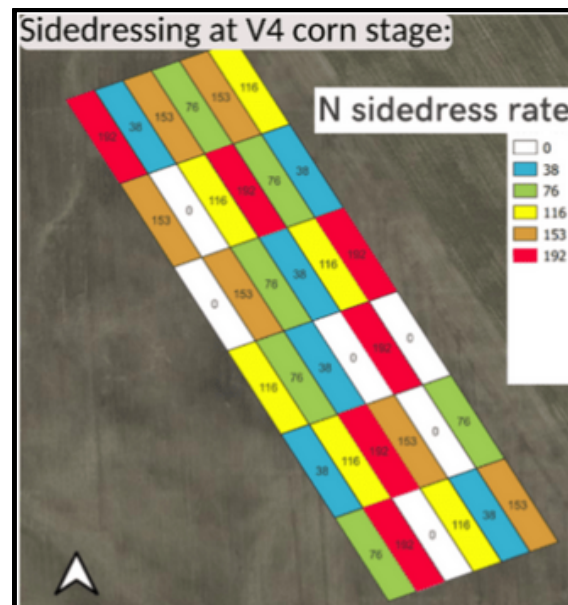 Sidedressing at V4 corn stage:
N sidedress rate
0
38
76
116
153
192
192 38 153 76 153 116
153 0 116 192 76 38
0 153 76 38 116 192
116 76 38 0 192 0
38 116 192 153 0 76
76 192 0 116 38 153